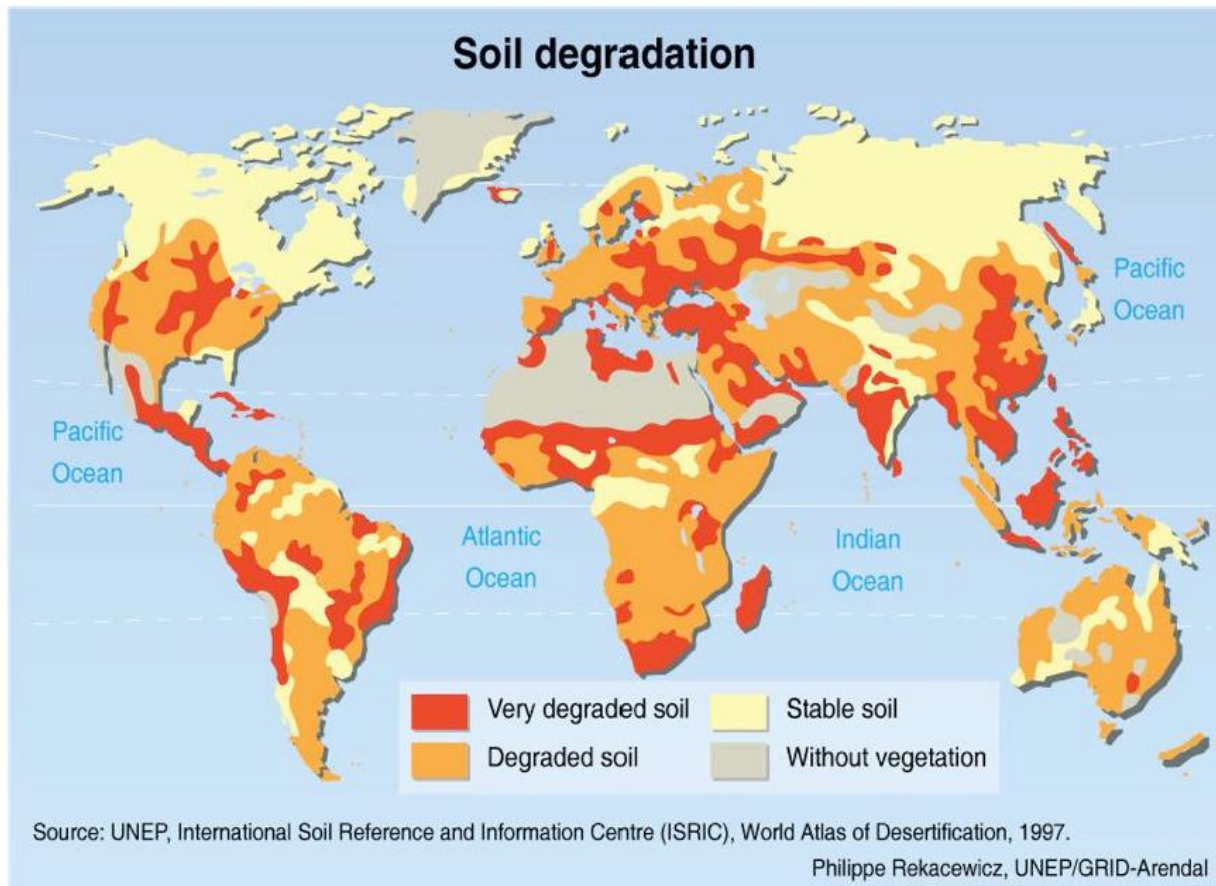 Soil degradation
Pacific
Ocean
Pacific
Ocean
Atlantic
Ocean
Indian
Ocean
Very degraded soil
Stable soil
Degraded soil
Without vegetation
Source: UNEP, International Soil Reference and Information Centre (ISRIC), World Atlas of Desertification, 1997.
Philippe Rekacewicz, UNEP/GRID-Arendal